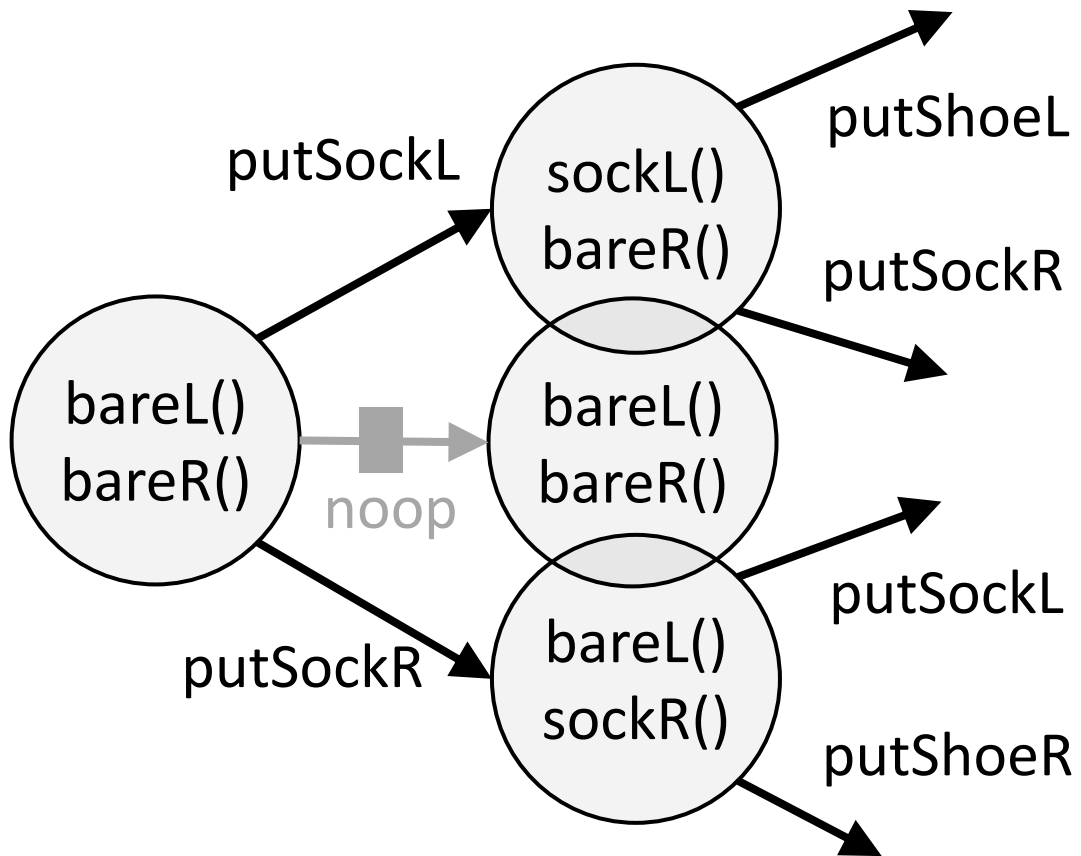 putShoeL
putSockL
sockL()
bareR()
putSockR
bareL()
bareR()
noop
bareL()
bareR()
putSockL
putSockR
bareL()
sockR()
putShoeR